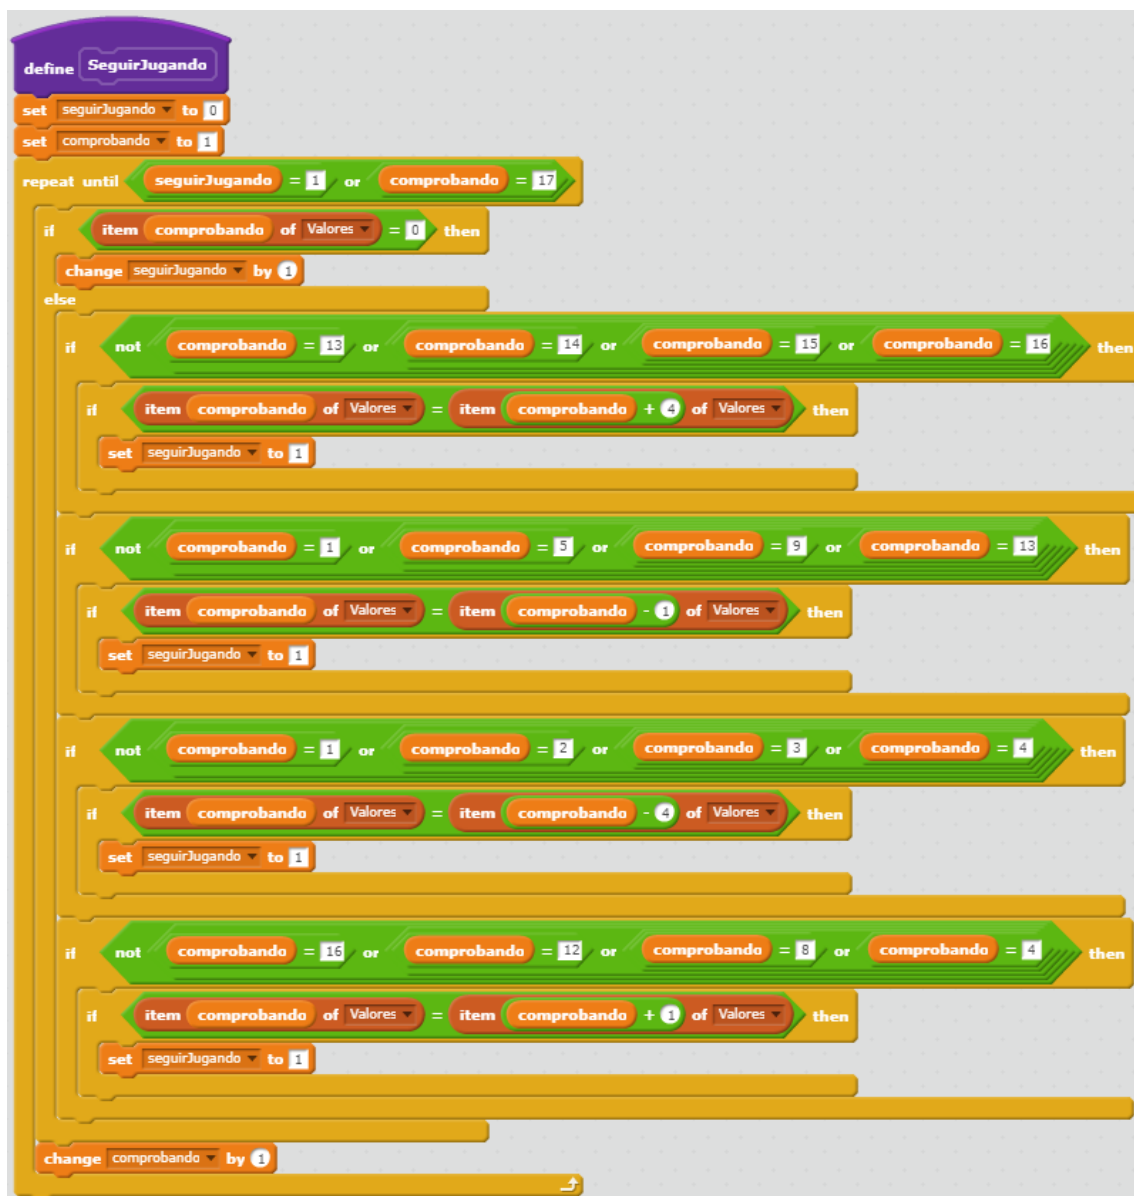 define SeguirJugando
set seguirJugando to 0
set comprobando to 1
repeat until seguirJugando = 1 or comprobando = 17
if item comprobando of Valores = 0 then
change seguirJugando by 1
else
if not comprobando = 13 or comprobando = 14 or comprobando = 15 or comprobando = 16 then
if item comprobando of Valores = item comprobando + 4 of Valores then
set seguirJugando to 1
if not comprobando = 1 or comprobando = 5 or comprobando = 9 or comprobando = 13 then
if item comprobando of Valores = item comprobando - 1 of Valores then
set seguirJugando to 1
if not comprobando = 1 or comprobando = 2 or comprobando = 3 or comprobando = 4 then
if item comprobando of Valores = item comprobando - 4 of Valores then
set seguirJugando to 1
if not comprobando = 16 or comprobando = 12 or comprobando = 8 or comprobando = 4 then
if item comprobando of Valores = item comprobando + 1 of Valores then
set seguirJugando to 1
change comprobando by 1